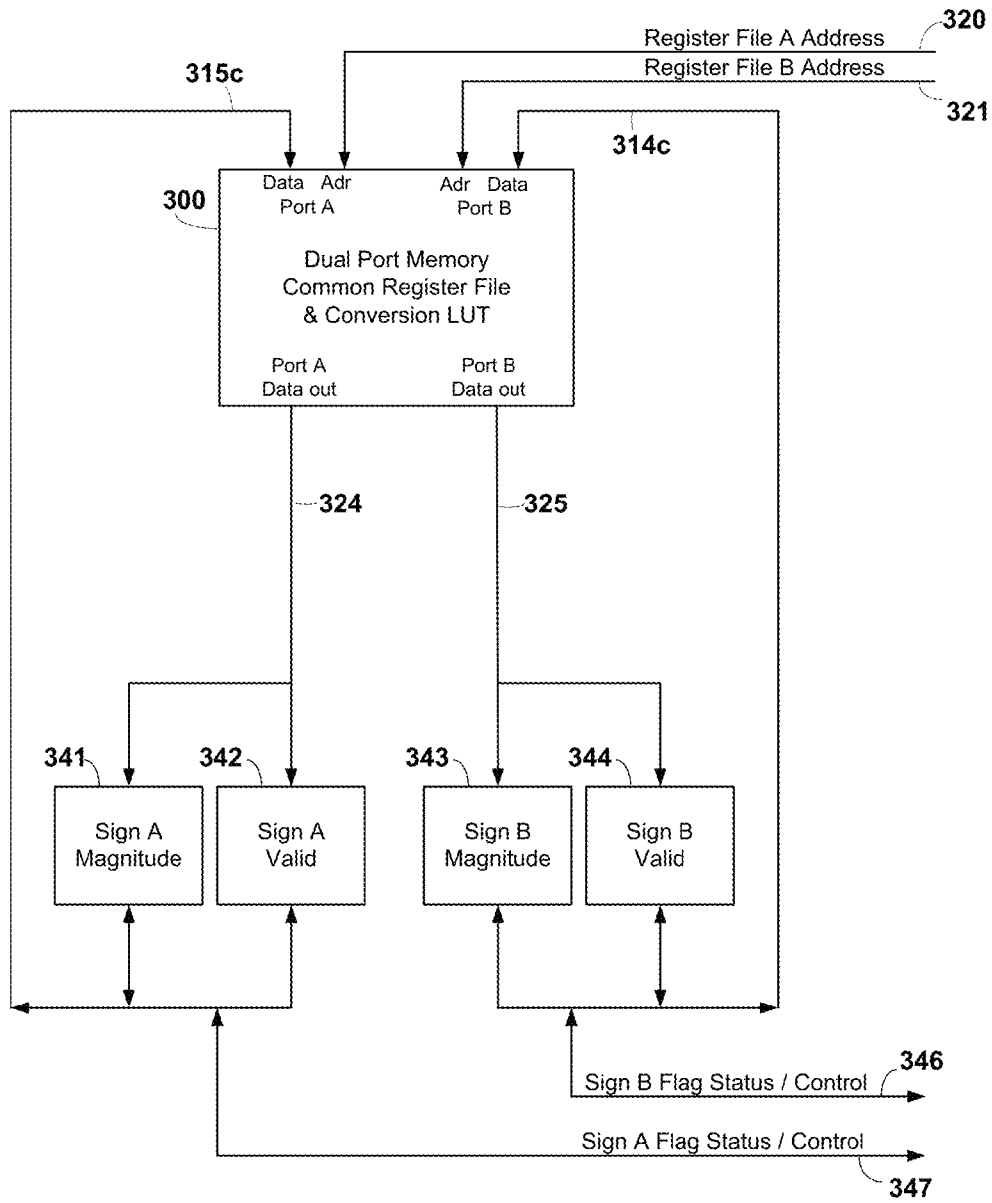 Register File A Address
320
315c
Register File B Address
321
314c
300
Data Adr
Port A
Adr Data
Port B
Dual Port Memory
Common Register File
& Conversion LUT
Port A
Data out
Port B
Data out
324
325
341
342
343
344
Sign A
Magnitude
Sign A
Valid
Sign B
Magnitude
Sign B
Valid
346
Sign B Flag Status / Control
Sign A Flag Status / Control
347